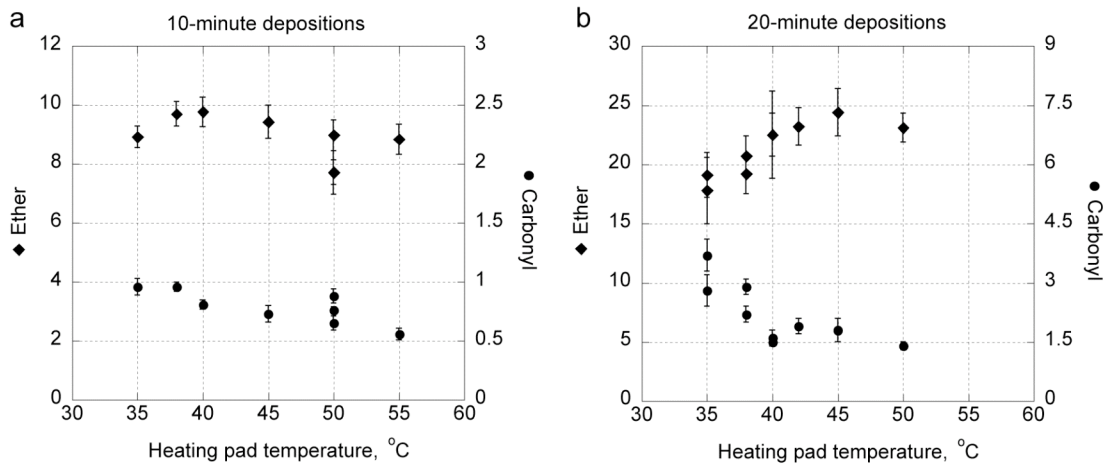 a
10-minute depositions
12
10
8
6
4
2
0
3
2.5
2
1.5
1
0.5
0
30 35 40 45 50 55 60
◆ Ether
● Carbonyl
Heating pad temperature, °C
b
20-minute depositions
30
25
20
15
10
5
0
9
7.5
6
4.5
3
1.5
0
30 35 40 45 50 55 60
◆ Ether
● Carbonyl
Heating pad temperature, °C